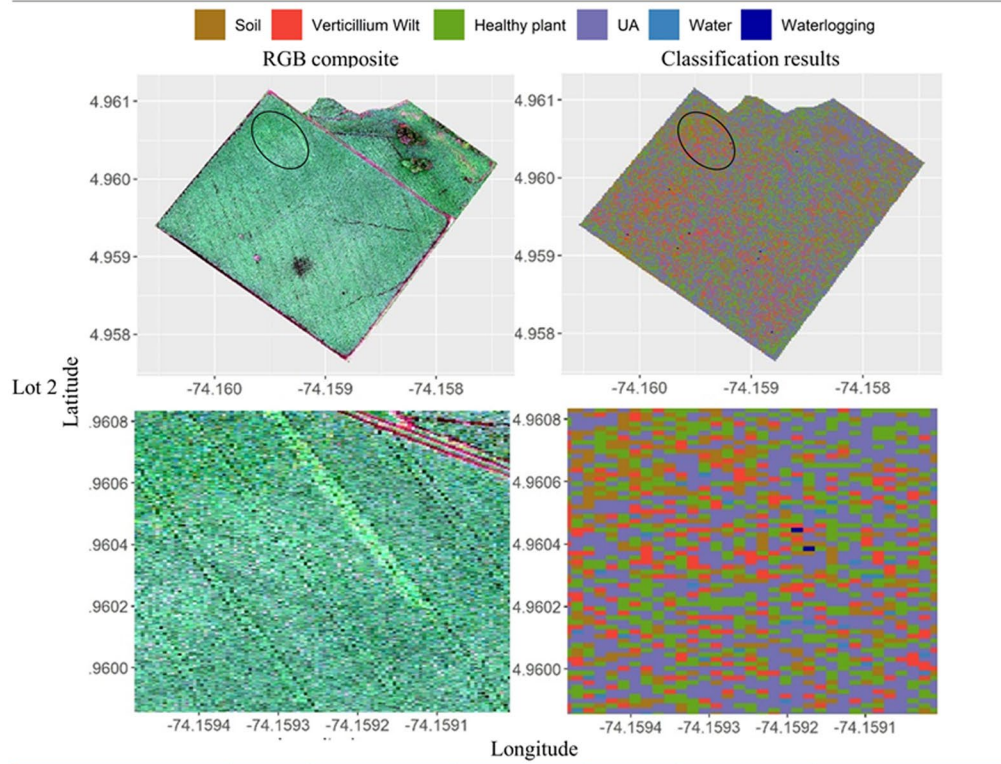 Soil Verticillium Wilt Healthy plant UA Water Waterlogging
RGB composite Classification results
4.961 4.961
4.960 4.960
4.959 4.959
4.958 4.958
-74.160 -74.159 -74.158 -74.160 -74.159 -74.158
Lot 2
Latitude
.9608 4.9608
.9606 4.9606
.9604 4.9604
.9602 4.9602
.9600 4.9600
-74.1594 -74.1593 -74.1592 -74.1591 -74.1594 -74.1593 -74.1592 -74.1591
Longitude